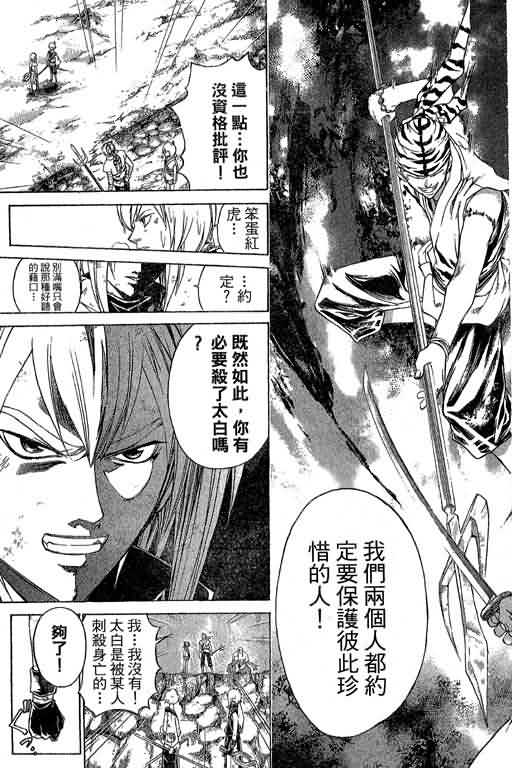 我們兩個人都約
定要保護彼此珍
惜的人！
這一點…你也
沒資格批評！
笨蛋紅
虎…
…約
定？
別滿嘴只會
說那種好聽
的藉口…
既然如此，你有
必要殺了太白嗎
？
我…我沒有！
太白是被某人
刺殺身亡的…
夠了！